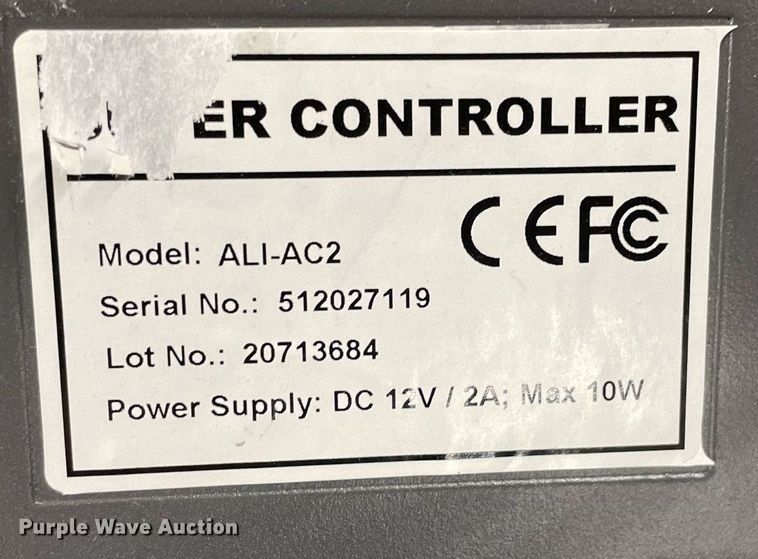 ER CONTROLLER
CE FC
Model: ALI-AC2
Serial No.: 512027119
Lot No.: 20713684
Power Supply: DC 12V / 2A; Max 10W
Purple Wave Auction